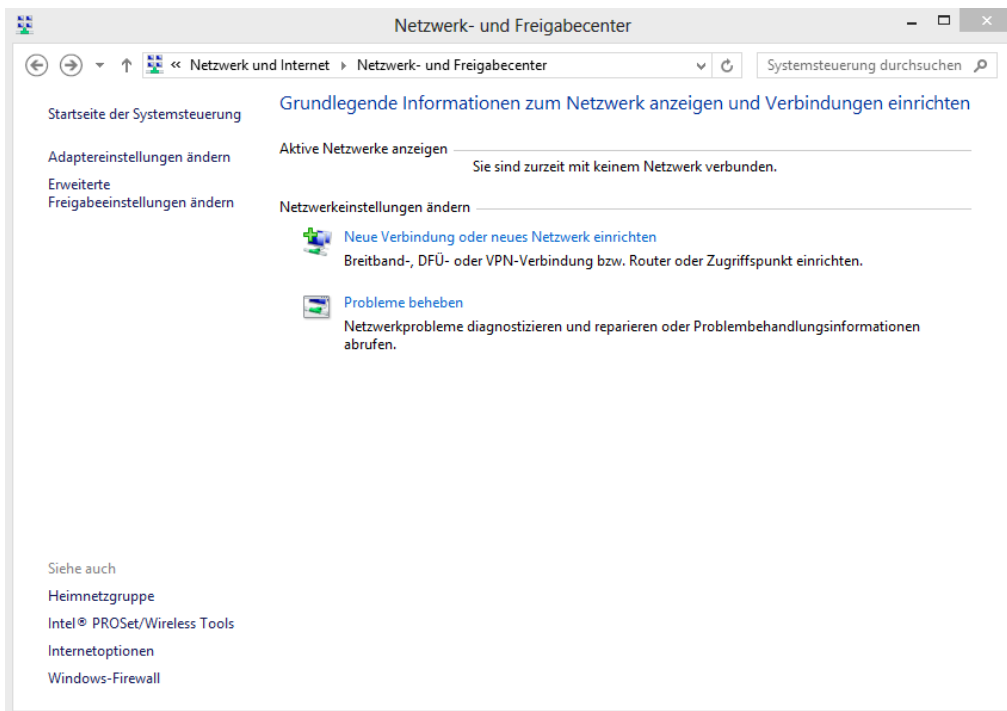 Netzwerk- und Freigabecenter
« Netzwerk und Internet Netzwerk- und Freigabecenter Systemsteuerung durchsuchen
Startseite der Systemsteuerung
Adaptereinstellungen ändern
Erweiterte
Freigabeeinstellungen ändern
Grundlegende Informationen zum Netzwerk anzeigen und Verbindungen einrichten
Aktive Netzwerke anzeigen
Sie sind zurzeit mit keinem Netzwerk verbunden.
Netzwerkeinstellungen ändern
Neue Verbindung oder neues Netzwerk einrichten
Breitband-, DFÜ- oder VPN-Verbindung bzw. Router oder Zugriffspunkt einrichten.
Probleme beheben
Netzwerkprobleme diagnostizieren und reparieren oder Problembehandlungsinformationen
abrufen.
Siehe auch
Heimnetzgruppe
Intel® PROSet/Wireless Tools
Internetoptionen
Windows-Firewall